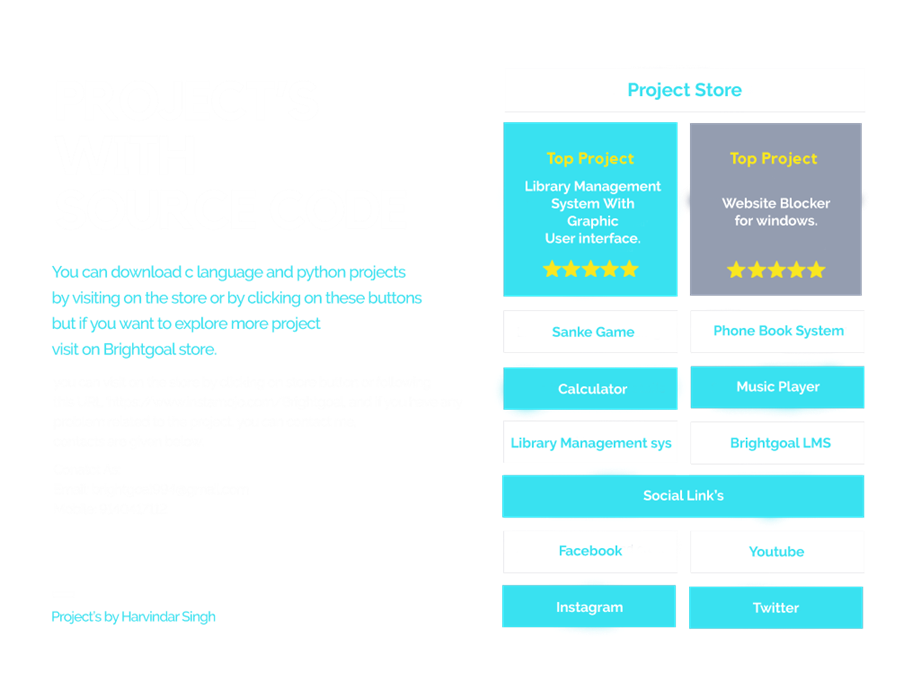 Project Store
Top Project
Library Management
System With
Graphic
User interface.
Top Project
Website Blocker
for windows.
You can download c language and python projects
by visiting on the store or by clicking on these buttons
but if you want to explore more project
visit on Brightgoal store.
Sanke Game
Phone Book System
Calculator
Music Player
Library Management sys
Brightgoal LMS
Social Link's
Facebook
Youtube
Instagram
Twitter
Project's by Harvindar Singh